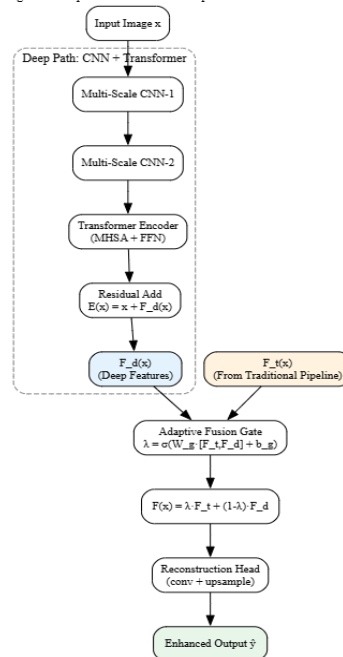 Input Image x
Deep Path: CNN + Transformer
Multi-Scale CNN-1
Multi-Scale CNN-2
Transformer Encoder
(MHSA + FFN)
Residual Add
E(x) = x + F_d(x)
F_d(x)
(Deep Features)
F_t(x)
(From Traditional Pipeline)
Adaptive Fusion Gate
λ = σ(W_g·[F_t,F_d] + b_g)
F(x) = λ·F_t + (1-λ)·F_d
Reconstruction Head
(conv + upsample)
Enhanced Output ŷ